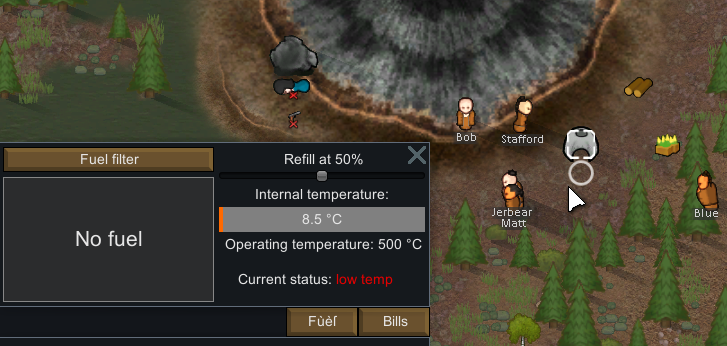 Fuel filter
Refill at 50%
Internal temperature:
8.5 °C
Operating temperature: 500 °C
No fuel
Current status: low temp
Fùèĺ
Bills
Bob
Stafford
Jerbear
Matt
Blue